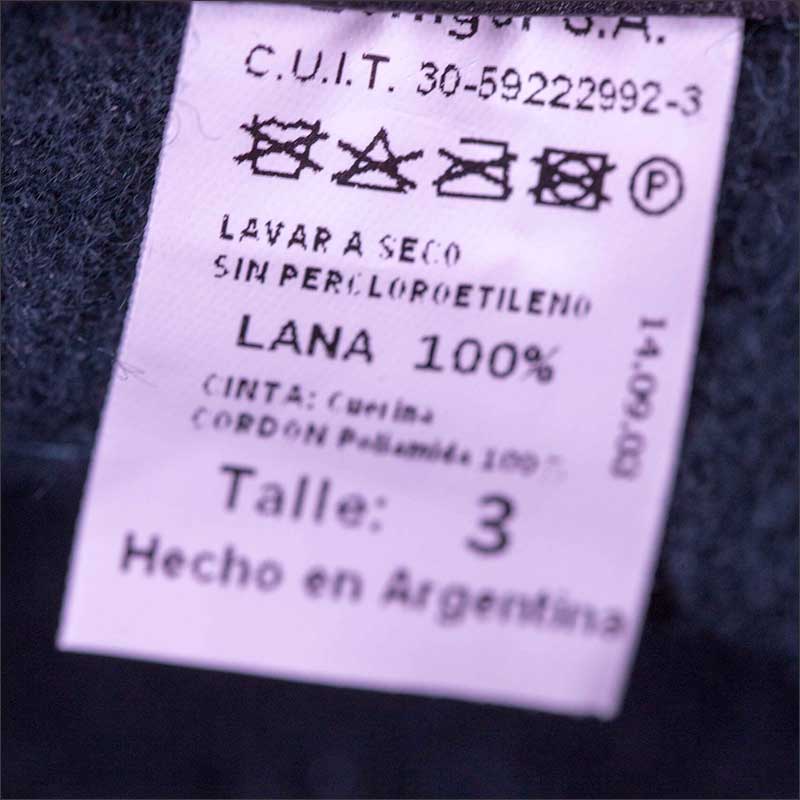 S.A.
C.U.I.T. 30-59222992-3
P
LAVAR A SECO
SIN PERCLOROETILENO
LANA 100%
CINTA: Cuerina
CORDON Poliamida 100%
Talle: 3
Hecho en Argentina
14.09.03